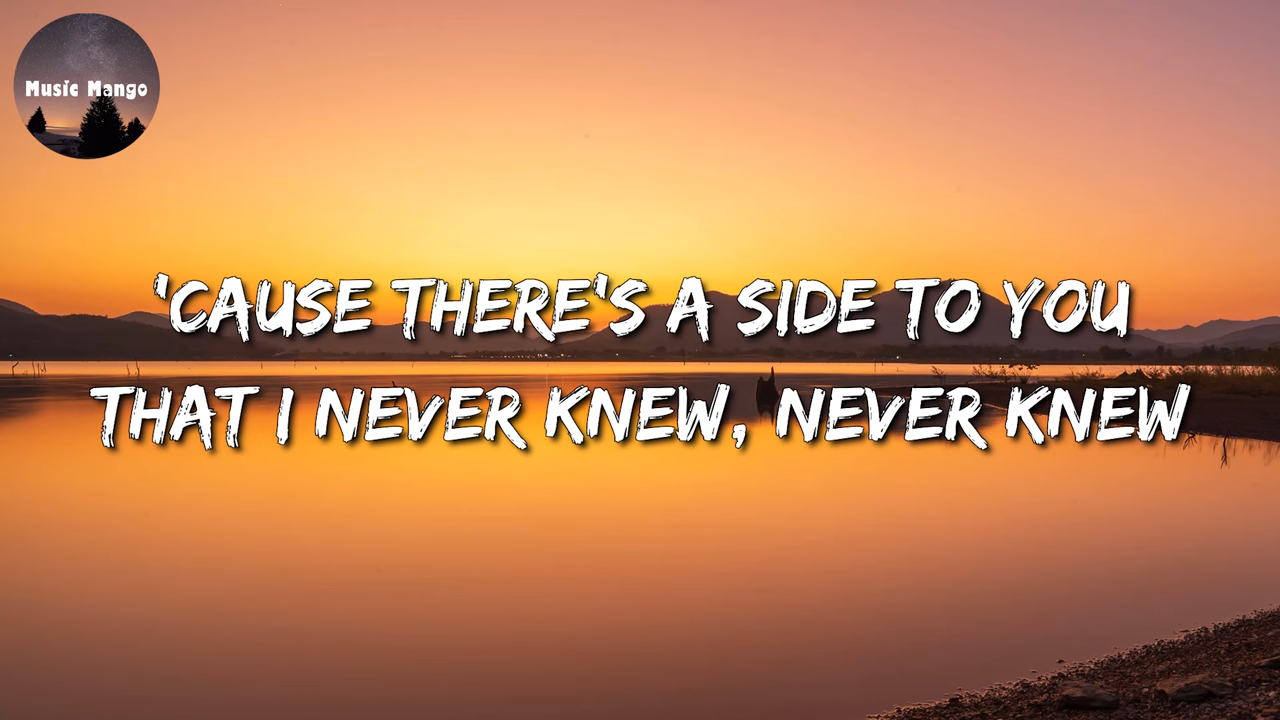 Music Mango
'CAUSE THERE'S A SIDE TO YOU
THAT I NEVER KNEW, NEVER KNEW